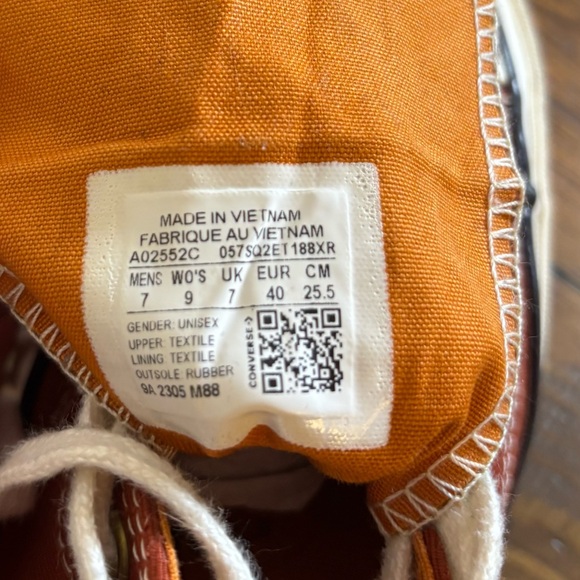 MADE IN VIETNAM
FABRIQUE AU VIETNAM
A02552C 057SQ2ET188XR
MENS WO'S UK EUR CM
7 9 7 40 25.5
GENDER: UNISEX
UPPER: TEXTILE
LINING: TEXTILE
OUTSOLE: RUBBER
9A 2305 M88
CONVERSE->